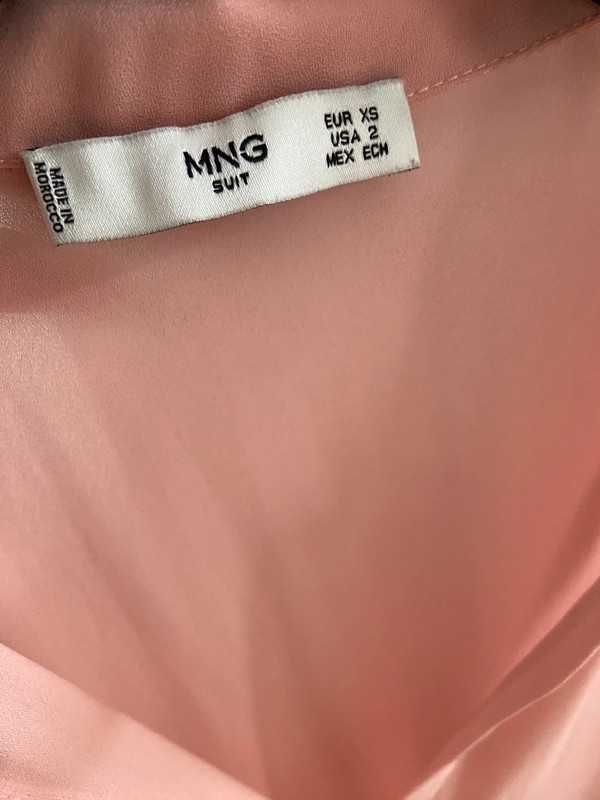 MNG
SUIT
EUR XS
USA 2
MEX ECH
MADE IN
MOROCCO